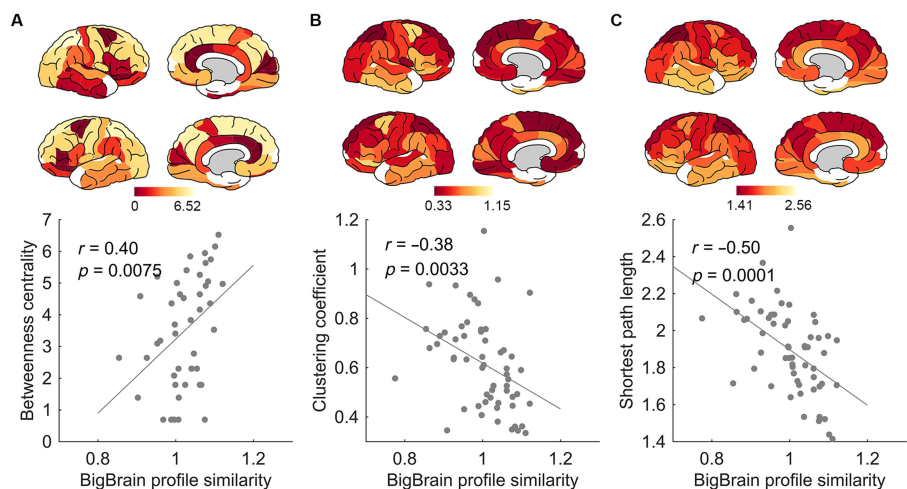 A
0 6.52
Betweenness centrality
7
6
5
4
3
2
1
0
r = 0.40
p = 0.0075
0.8 1 1.2
BigBrain profile similarity
B
0.33 1.15
Clustering coefficient
1.2
1
0.8
0.6
0.4
r = –0.38
p = 0.0033
0.8 1 1.2
BigBrain profile similarity
C
1.41 2.56
Shortest path length
2.6
2.4
2.2
2
1.8
1.6
1.4
r = –0.50
p = 0.0001
0.8 1 1.2
BigBrain profile similarity